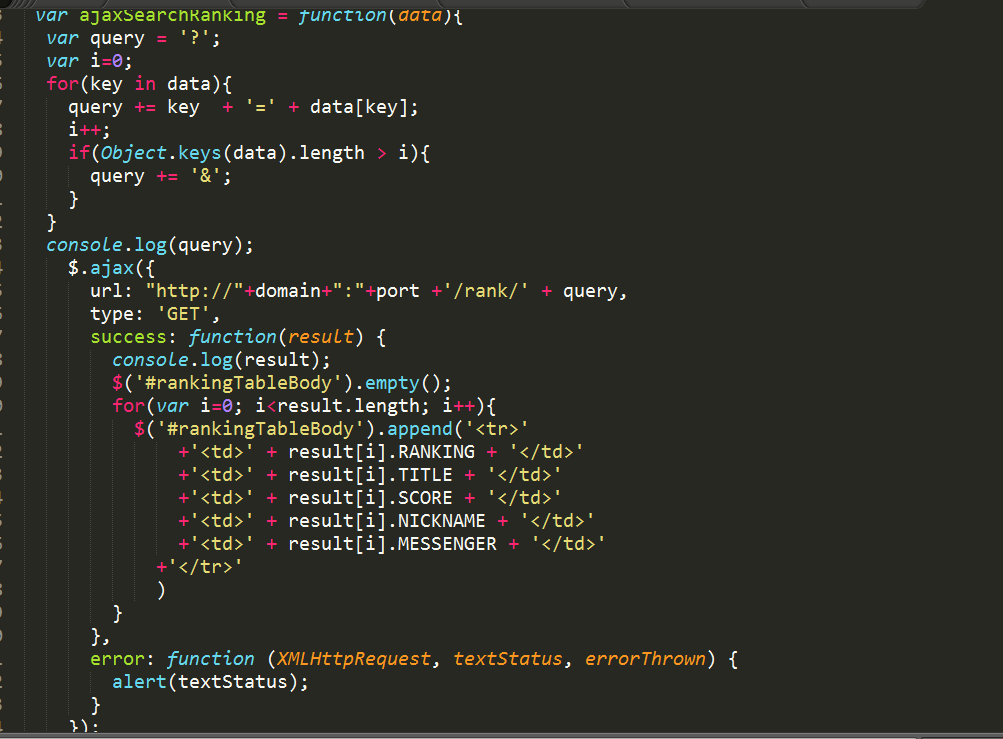 var ajaxSearchRanking = function(data){
var query = '?';
var i=0;
for(key in data){
query += key  + '=' + data[key];
i++;
if(Object.keys(data).length > i){
query += '&';
}
}
console.log(query);
$.ajax({
url: "http://"+domain+":"+port +'/rank/' + query,
type: 'GET',
success: function(result) {
console.log(result);
$('#rankingTableBody').empty();
for(var i=0; i<result.length; i++){
$('#rankingTableBody').append('<tr>'
+'<td>' + result[i].RANKING + '</td>'
+'<td>' + result[i].TITLE + '</td>'
+'<td>' + result[i].SCORE + '</td>'
+'<td>' + result[i].NICKNAME + '</td>'
+'<td>' + result[i].MESSENGER + '</td>'
+'</tr>'
)
}
},
error: function (XMLHttpRequest, textStatus, errorThrown) {
alert(textStatus);
}
});